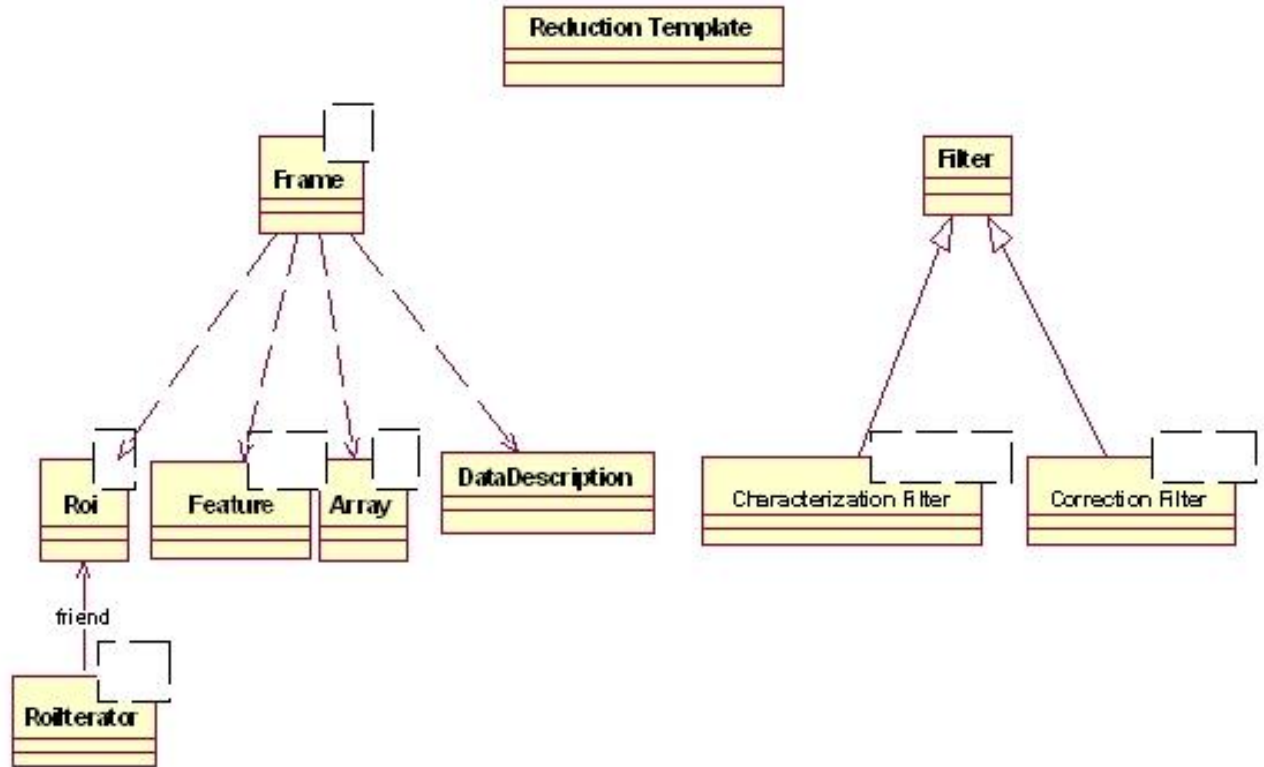 Reduction Template
Frame
Filter
Roi
Feature
Array
DataDescription
Characterization Filter
Correction Filter
friend
RoiIterator